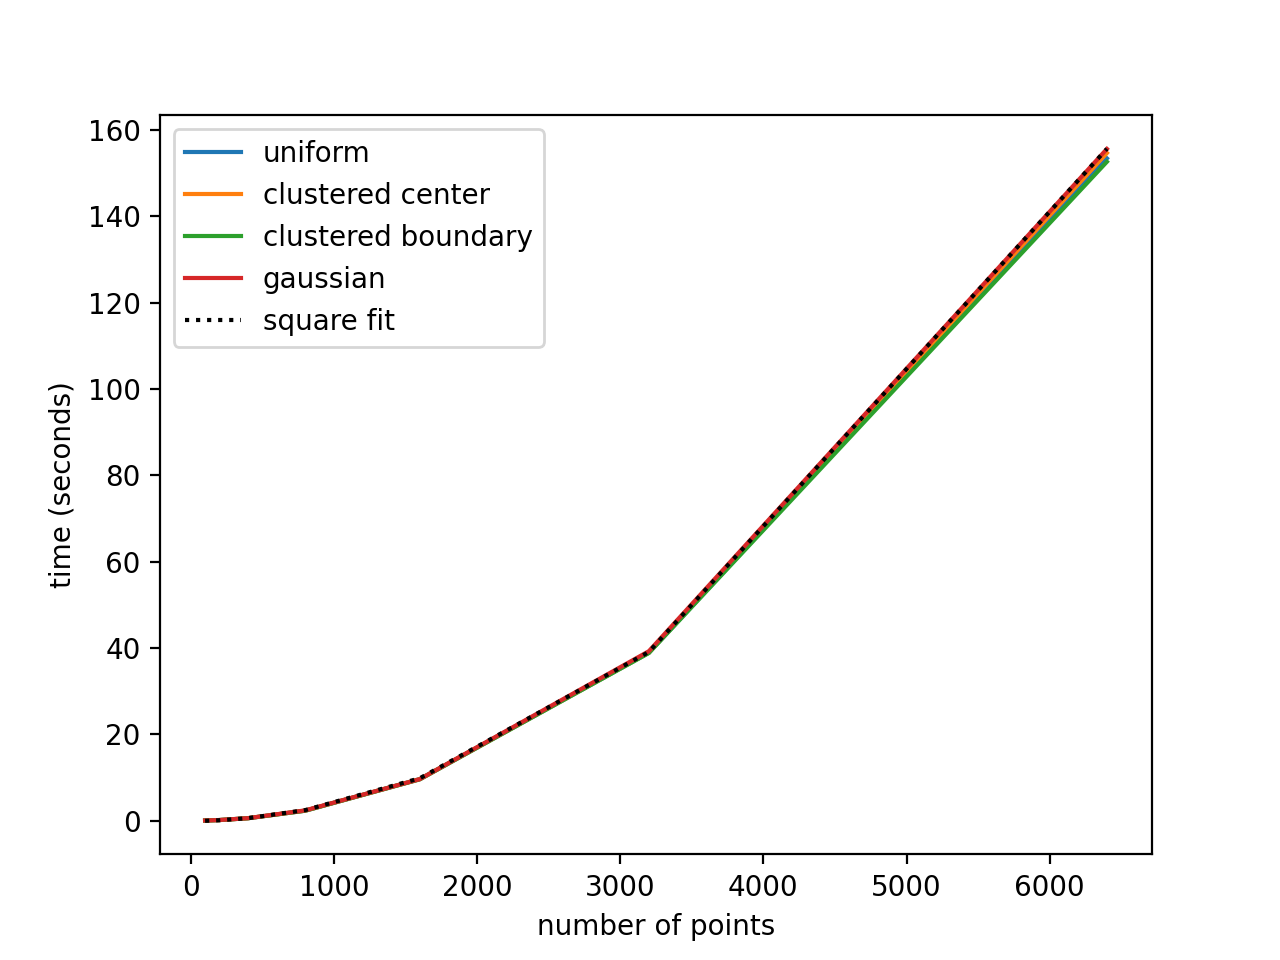 160
140
120
100
80
60
40
20
0
time (seconds)
uniform
clustered center
clustered boundary
gaussian
square fit
0 1000 2000 3000 4000 5000 6000
number of points